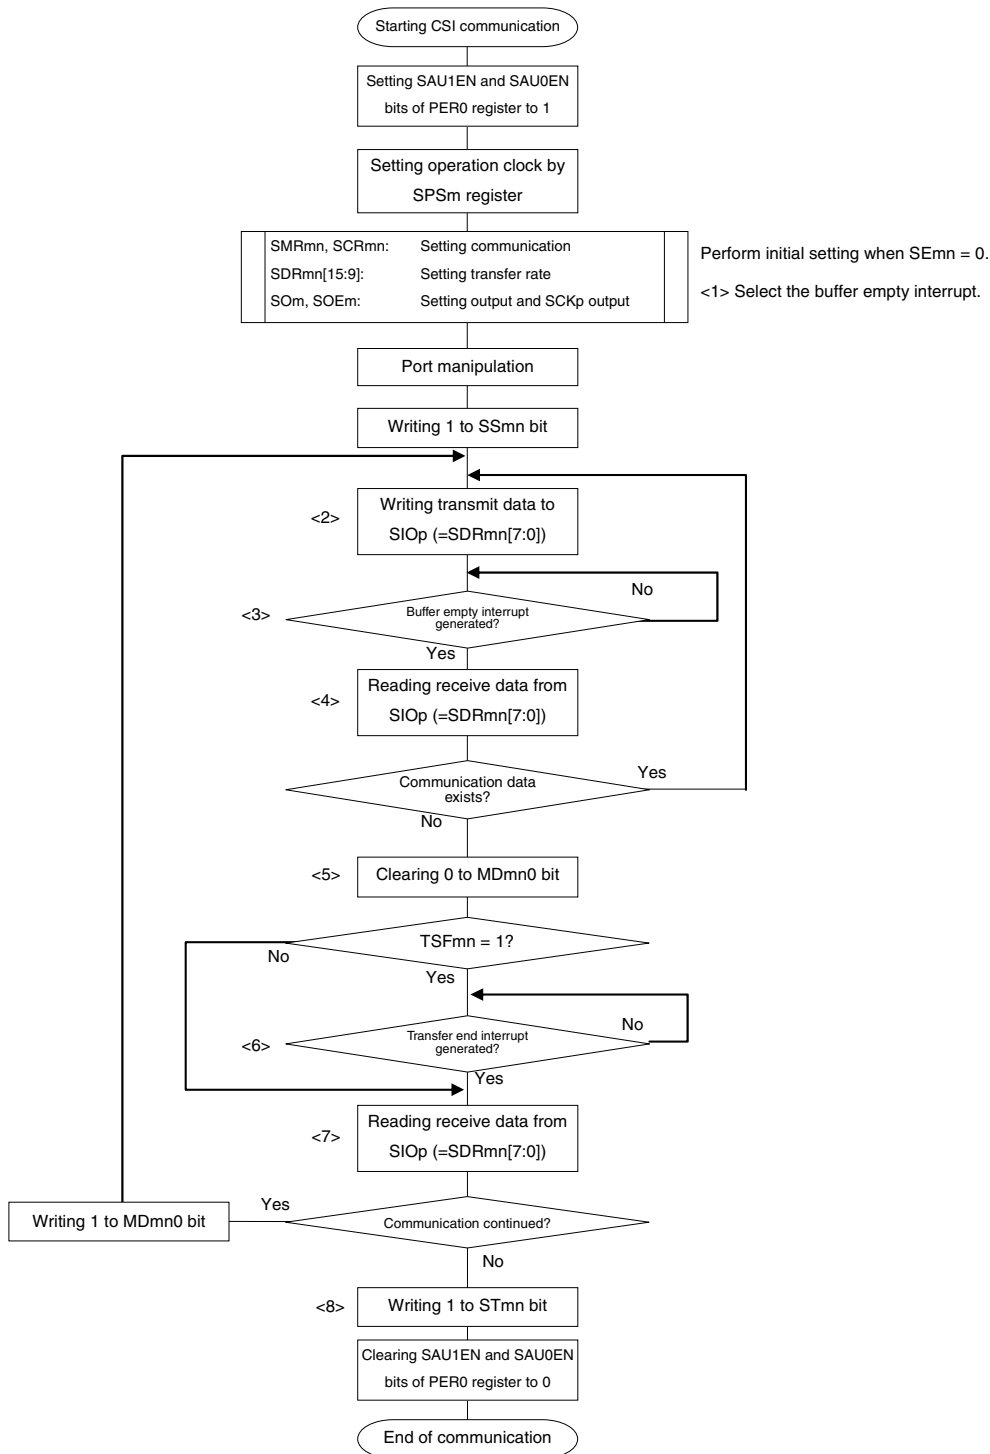 Starting CSI communication
Setting SAU1EN and SAU0EN
bits of PER0 register to 1
Setting operation clock by
SPSm register
SMRmn, SCRmn: Setting communication
SDRmn[15:9]: Setting transfer rate
SOm, SOEm: Setting output and SCKp output
Perform initial setting when SEmn = 0.
<1> Select the buffer empty interrupt.
Port manipulation
Writing 1 to SSmn bit
<2>
Writing transmit data to
SIOp (=SDRmn[7:0])
No
<3>
Buffer empty interrupt
generated?
Yes
<4>
Reading receive data from
SIOp (=SDRmn[7:0])
Communication data
exists?
Yes
No
<5>
Clearing 0 to MDmn0 bit
TSFmn = 1?
No
Yes
No
<6>
Transfer end interrupt
generated?
Yes
<7>
Reading receive data from
SIOp (=SDRmn[7:0])
Writing 1 to MDmn0 bit
Yes
Communication continued?
No
<8>
Writing 1 to STmn bit
Clearing SAU1EN and SAU0EN
bits of PER0 register to 0
End of communication